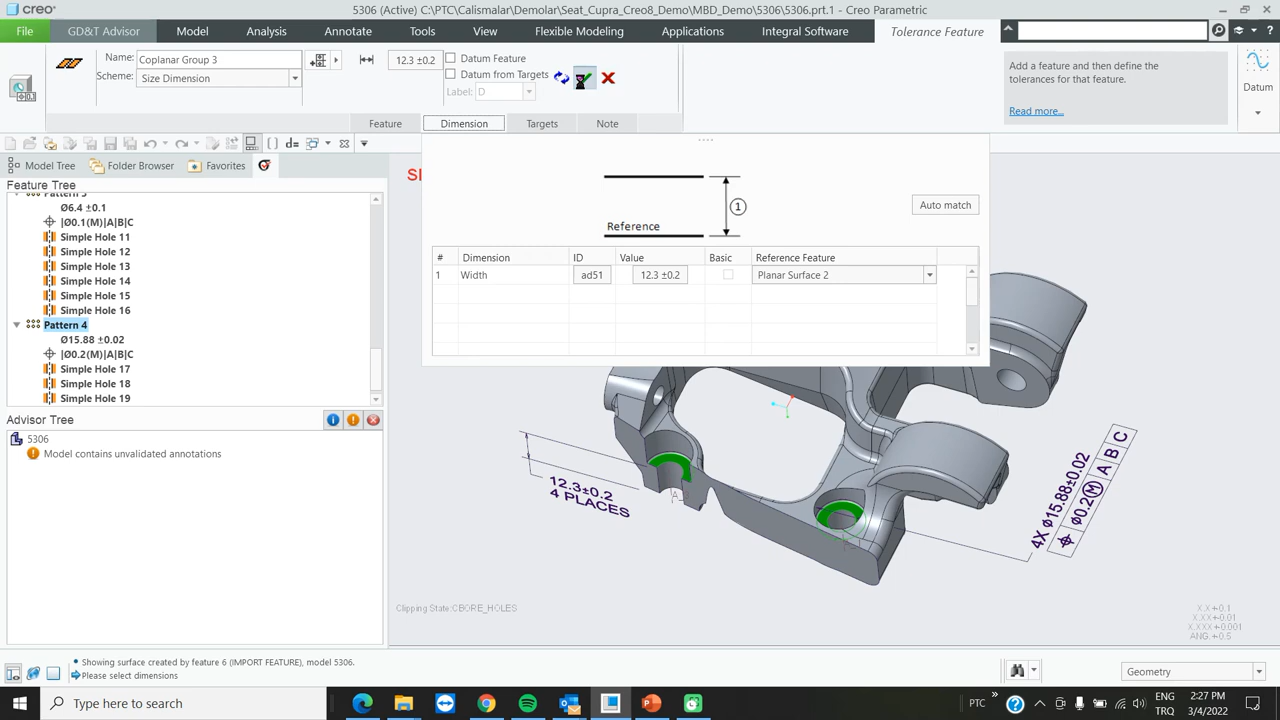 creo®
5306 (Active) C:\PTC\Calismalar\Demolar\Seat_Cupra_Creo8_Demo\MBD_Demo\5306\5306.prt.1 - Creo Parametric
File GD&T Advisor Model Analysis Annotate Tools View Flexible Modeling Applications Integral Software Tolerance Feature
Name: Coplanar Group 3
Scheme: Size Dimension
12.3 ±0.2
Datum Feature
Datum from Targets
Label: D
Add a feature and then define the
tolerances for that feature.
Read more...
Datum
Feature Dimension Targets Note
Model Tree Folder Browser Favorites
Feature Tree
Ø6.4 ±0.1
|Ø0.1(M)|A|B|C
Simple Hole 11
Simple Hole 12
Simple Hole 13
Simple Hole 14
Simple Hole 15
Simple Hole 16
Pattern 4
Ø15.88 ±0.02
|Ø0.2(M)|A|B|C
Simple Hole 17
Simple Hole 18
Simple Hole 19
Advisor Tree
5306
Model contains unvalidated annotations
1
Reference
Auto match
# Dimension ID Value Basic Reference Feature
1 Width ad51 12.3 ±0.2 Planar Surface 2
12.3±0.2
4 PLACES
4X ø15.88±0.02
ø0.2Ⓜ A B C
Clipping State:CBORE_HOLES
X.X+-0.1
X.XX+-0.01
X.XXX+-0.001
ANG.+-0.5
Showing surface created by feature 6 (IMPORT FEATURE), model 5306.
Please select dimensions
Geometry
Type here to search
PTC
ENG
TRQ
2:27 PM
3/4/2022